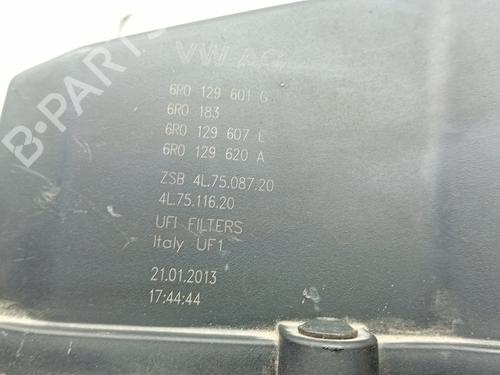 VW AG
6R0 129 601 G
6R0 183
6R0 129 607 E
6R0 129 620 A
ZSB 4L.75.087.20
4L.75.116.20
UFI FILTERS
Italy UF1
21.01.2013
17:44:44
B-PARTS